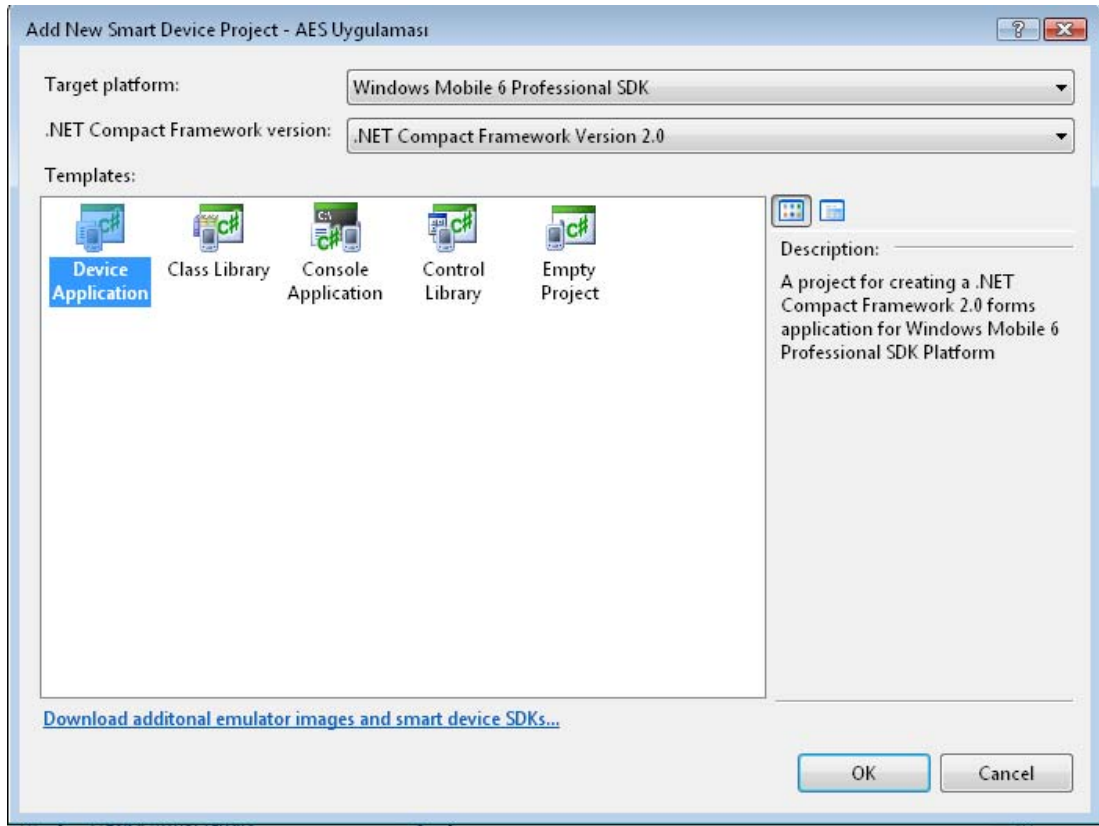 Add New Smart Device Project - AES Uygulaması
Target platform:
Windows Mobile 6 Professional SDK
.NET Compact Framework version:
.NET Compact Framework Version 2.0
Templates:
Device Application
Class Library
Console Application
Control Library
Empty Project
Description:
A project for creating a .NET
Compact Framework 2.0 forms
application for Windows Mobile 6
Professional SDK Platform
Download additonal emulator images and smart device SDKs...
OK
Cancel